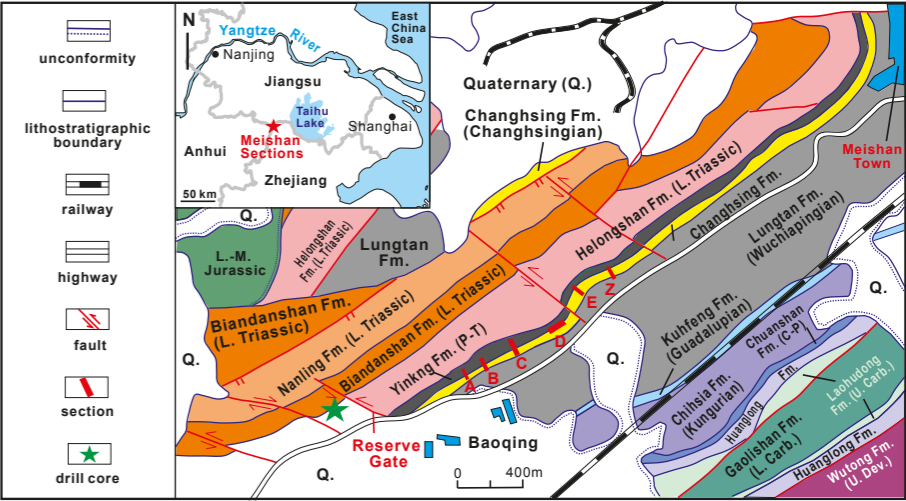 unconformity
lithostratigraphic
boundary
railway
highway
fault
section
drill core
N
Yangtze River
Nanjing
East
China
Sea
Jiangsu
Taihu
Lake
Shanghai
Meishan
Sections
Anhui
Zhejiang
50 km
Quaternary (Q.)
Changhsing Fm.
(Changhsingian)
Meishan
Town
Q.
L.-M.
Jurassic
Helongshan
Fm. (L.Triassic)
Lungtan
Fm.
Helongshan Fm. (L. Triassic)
Changhsing Fm.
Lungtan Fm.
(Wuchiapingian)
Biandanshan Fm.
(L. Triassic)
Nanling Fm. (L. Triassic)
Biandanshan Fm. (L. Triassic)
Yinkng Fm. (P-T)
A
B
C
D
E
Z
Q.
Q.
Q.
Q.
Kuhfeng Fm.
(Guadalupian)
Chuanshan
Fm. (C-P)
Chihsia Fm.
(Kungurian)
Huanglong
Fm.
Laohudong
Fm. (U. Carb.)
Gaolishan Fm.
(L. Carb.)
Huanglong Fm.
Wutong Fm.
(U. Dev.)
Reserve
Gate
Baoqing
0 400m